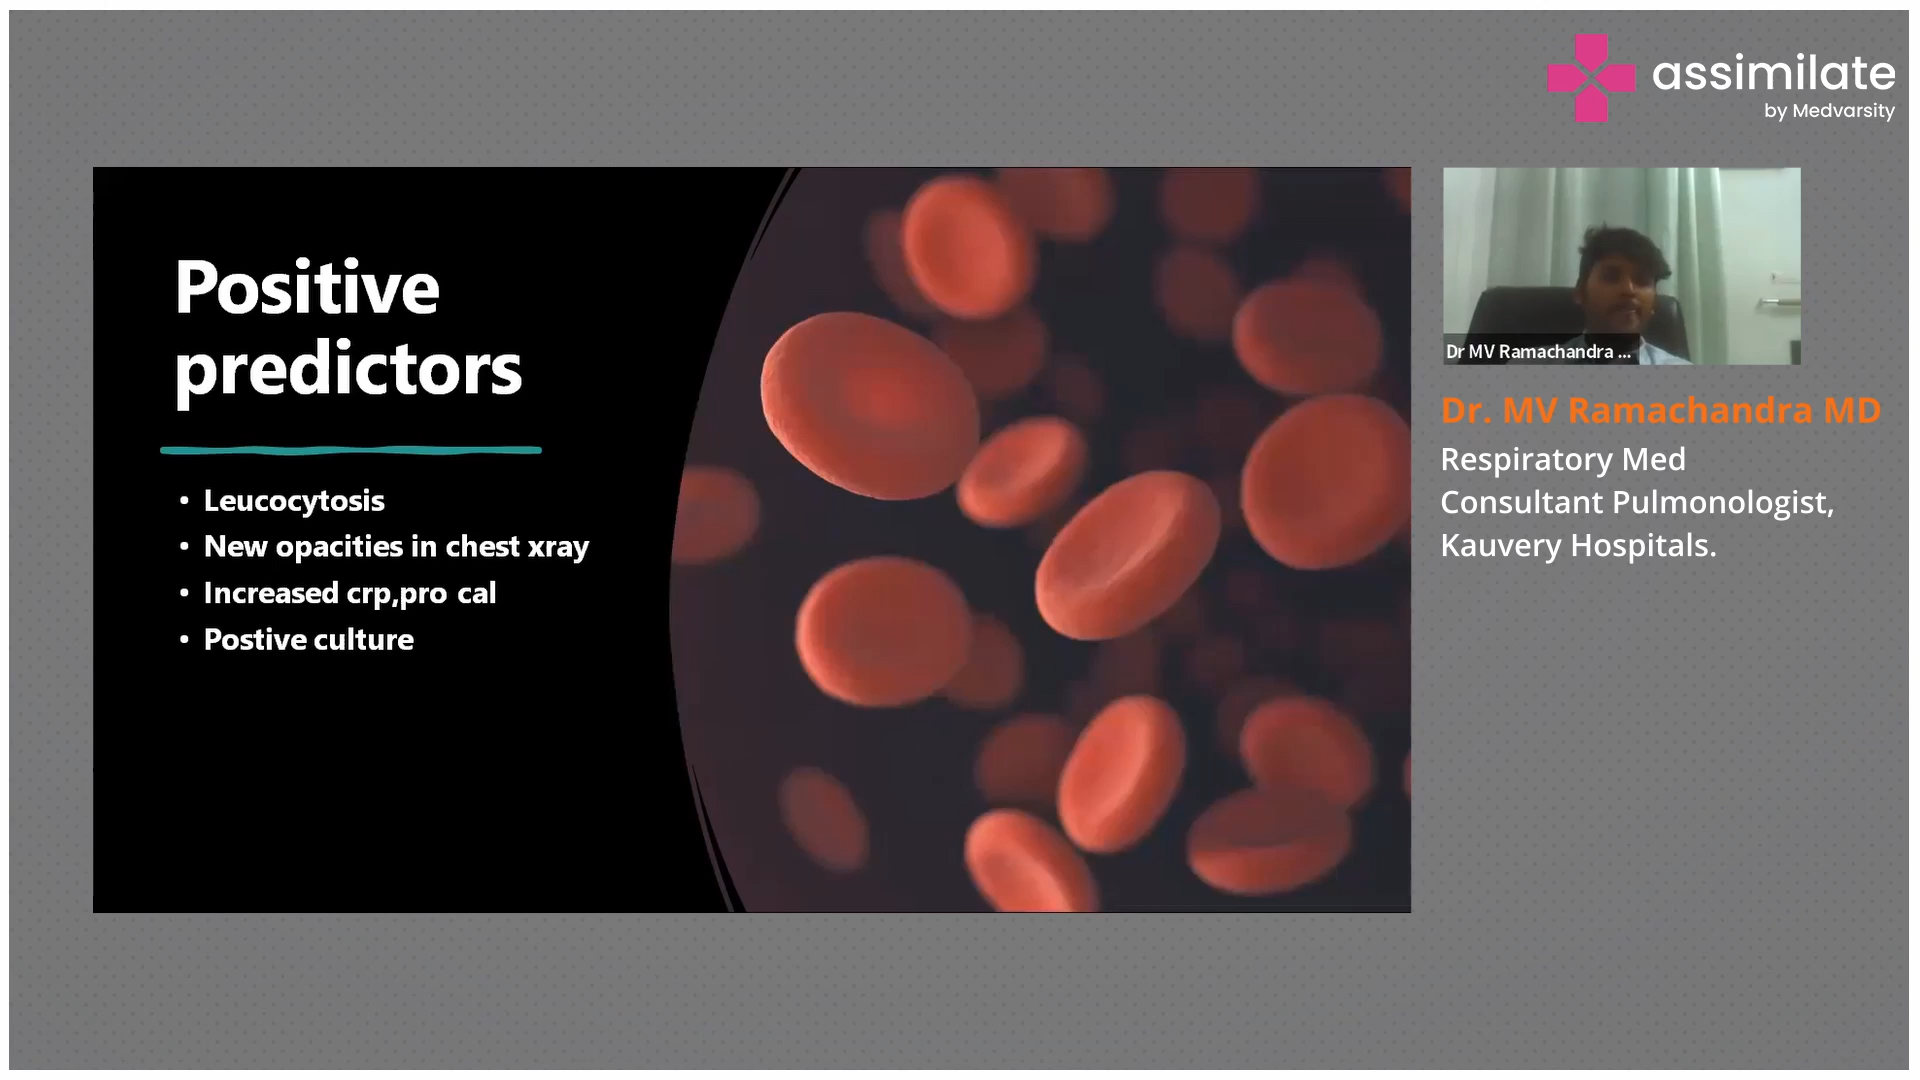 assimilate
by Medvarsity
Positive
predictors
• Leucocytosis
• New opacities in chest xray
• Increased crp,pro cal
• Postive culture
Dr MV Ramachandra ...
Dr. MV Ramachandra MD
Respiratory Med
Consultant Pulmonologist,
Kauvery Hospitals.